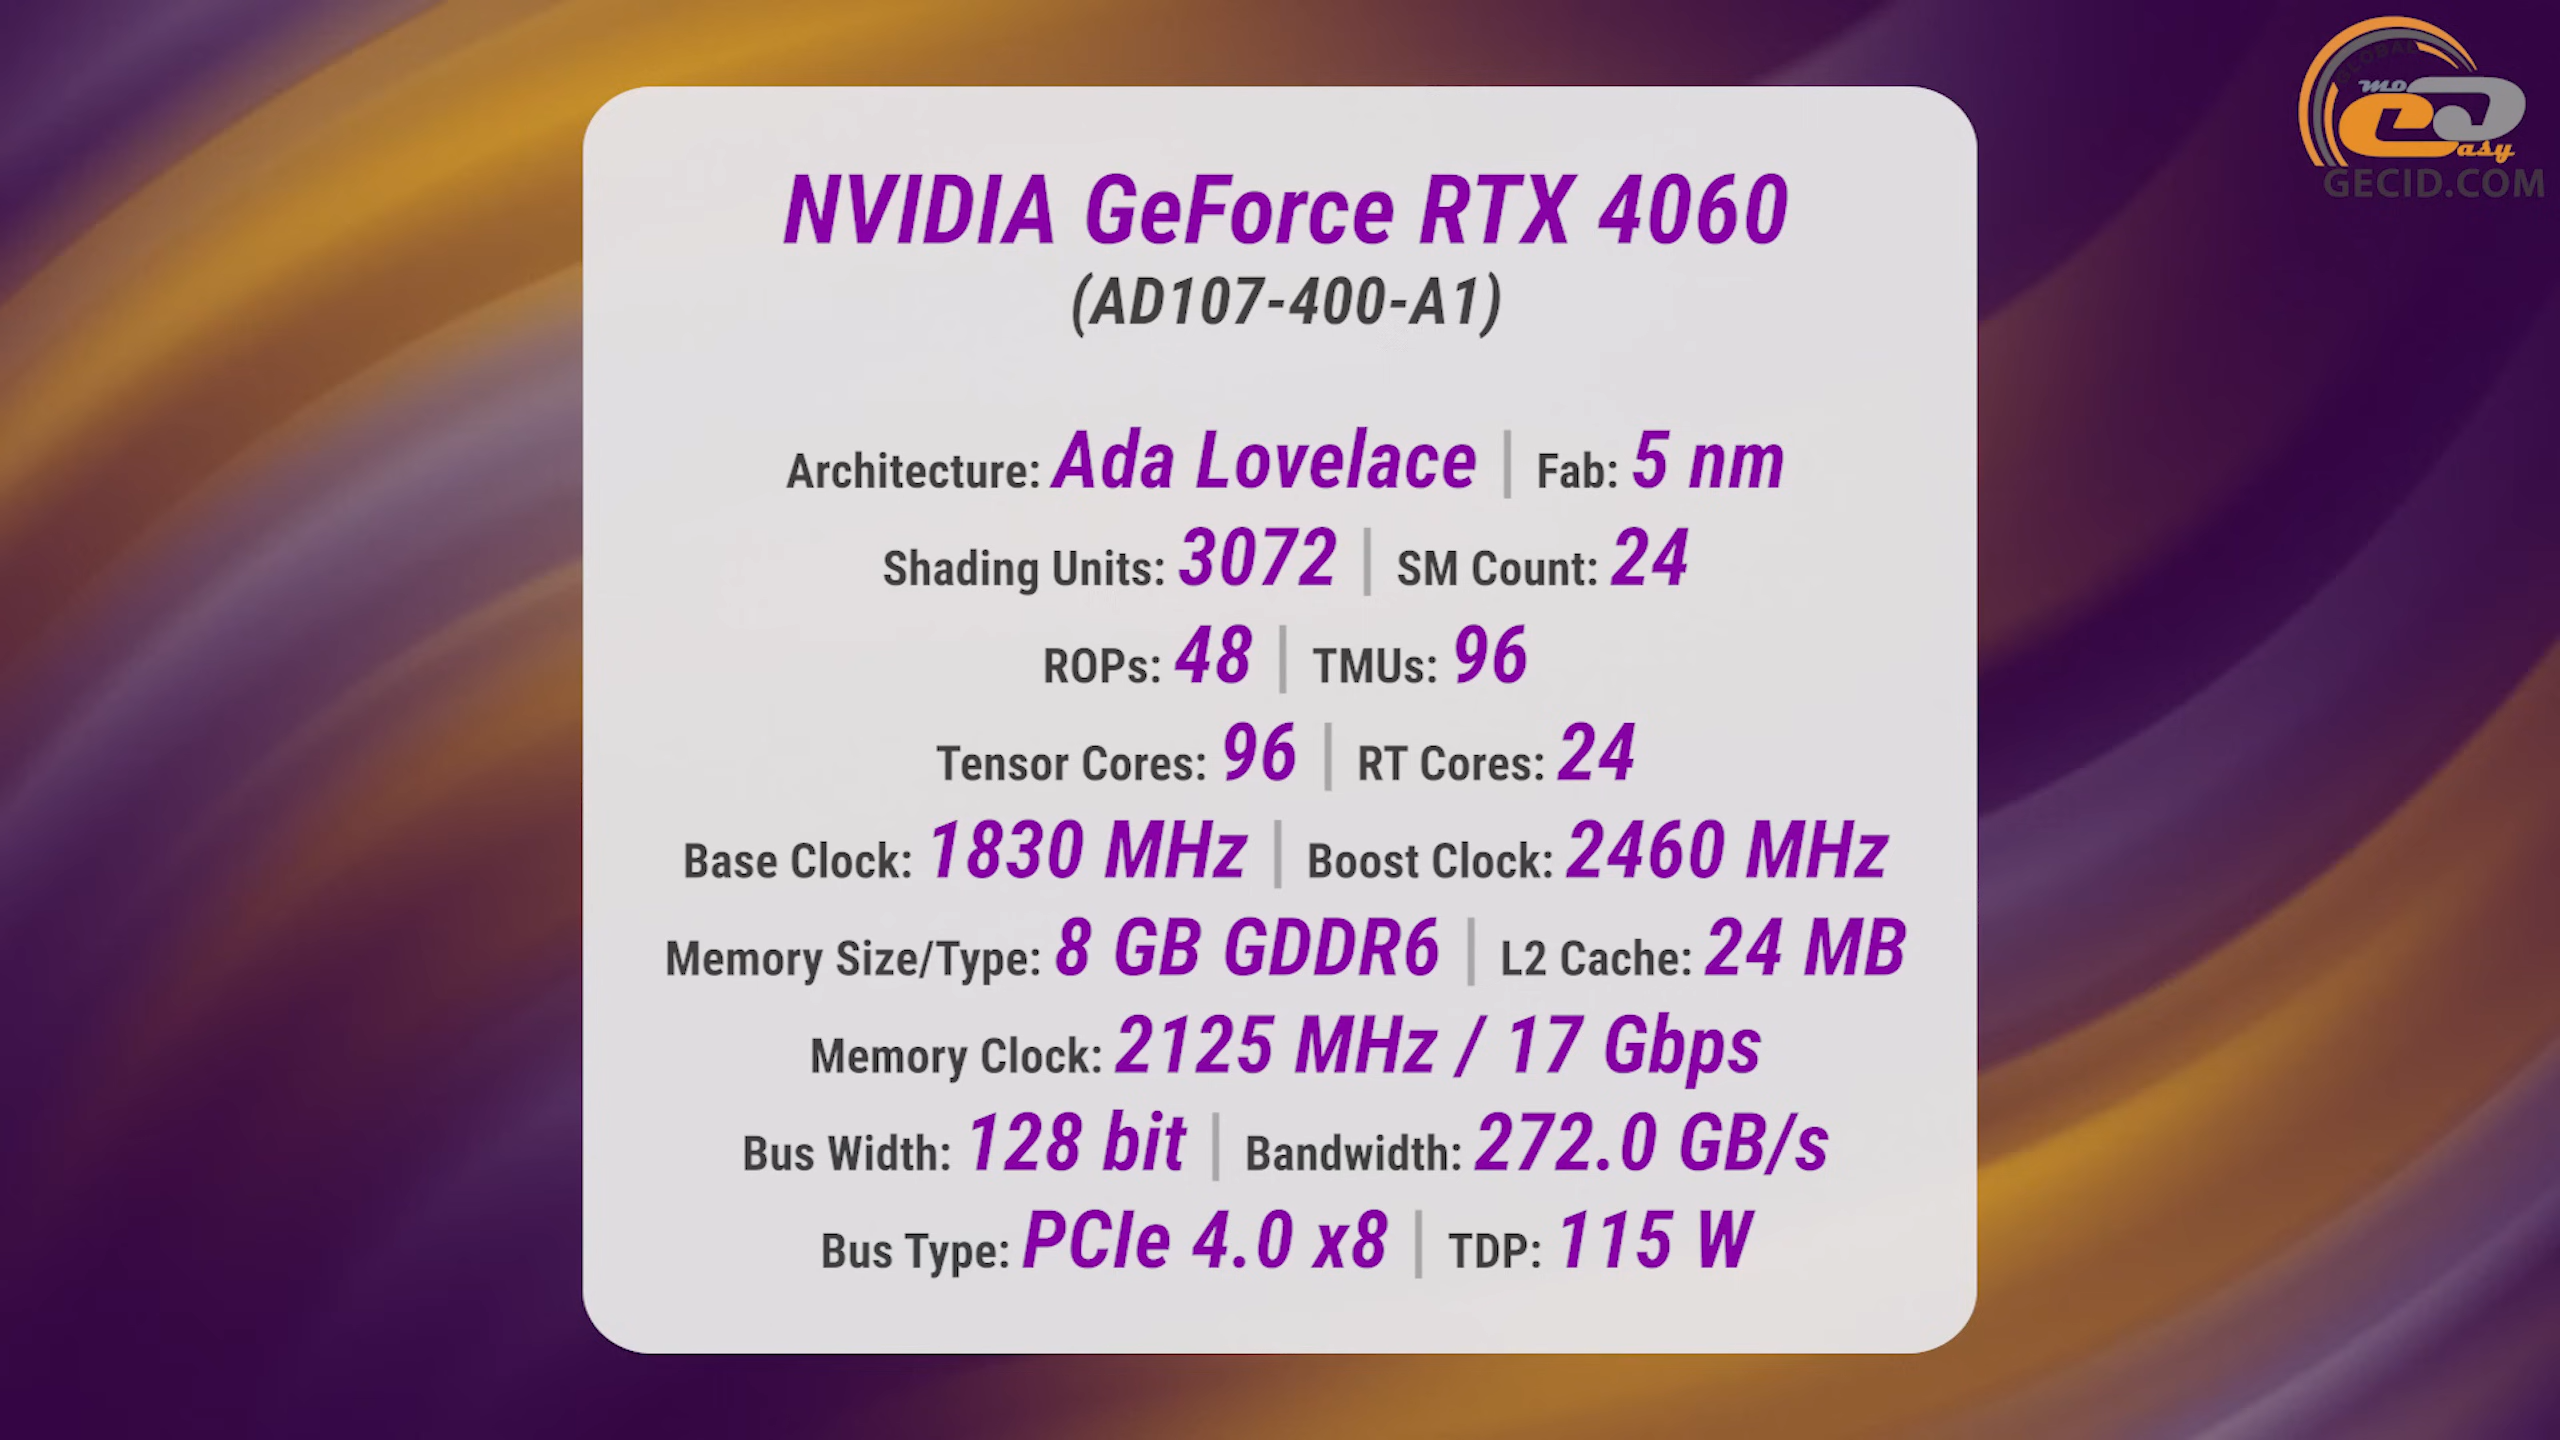 GLOBAL
mo
easy
GECID.COM
NVIDIA GeForce RTX 4060
(AD107-400-A1)
Architecture: Ada Lovelace | Fab: 5 nm
Shading Units: 3072 | SM Count: 24
ROPs: 48 | TMUs: 96
Tensor Cores: 96 | RT Cores: 24
Base Clock: 1830 MHz | Boost Clock: 2460 MHz
Memory Size/Type: 8 GB GDDR6 | L2 Cache: 24 MB
Memory Clock: 2125 MHz / 17 Gbps
Bus Width: 128 bit | Bandwidth: 272.0 GB/s
Bus Type: PCIe 4.0 x8 | TDP: 115 W